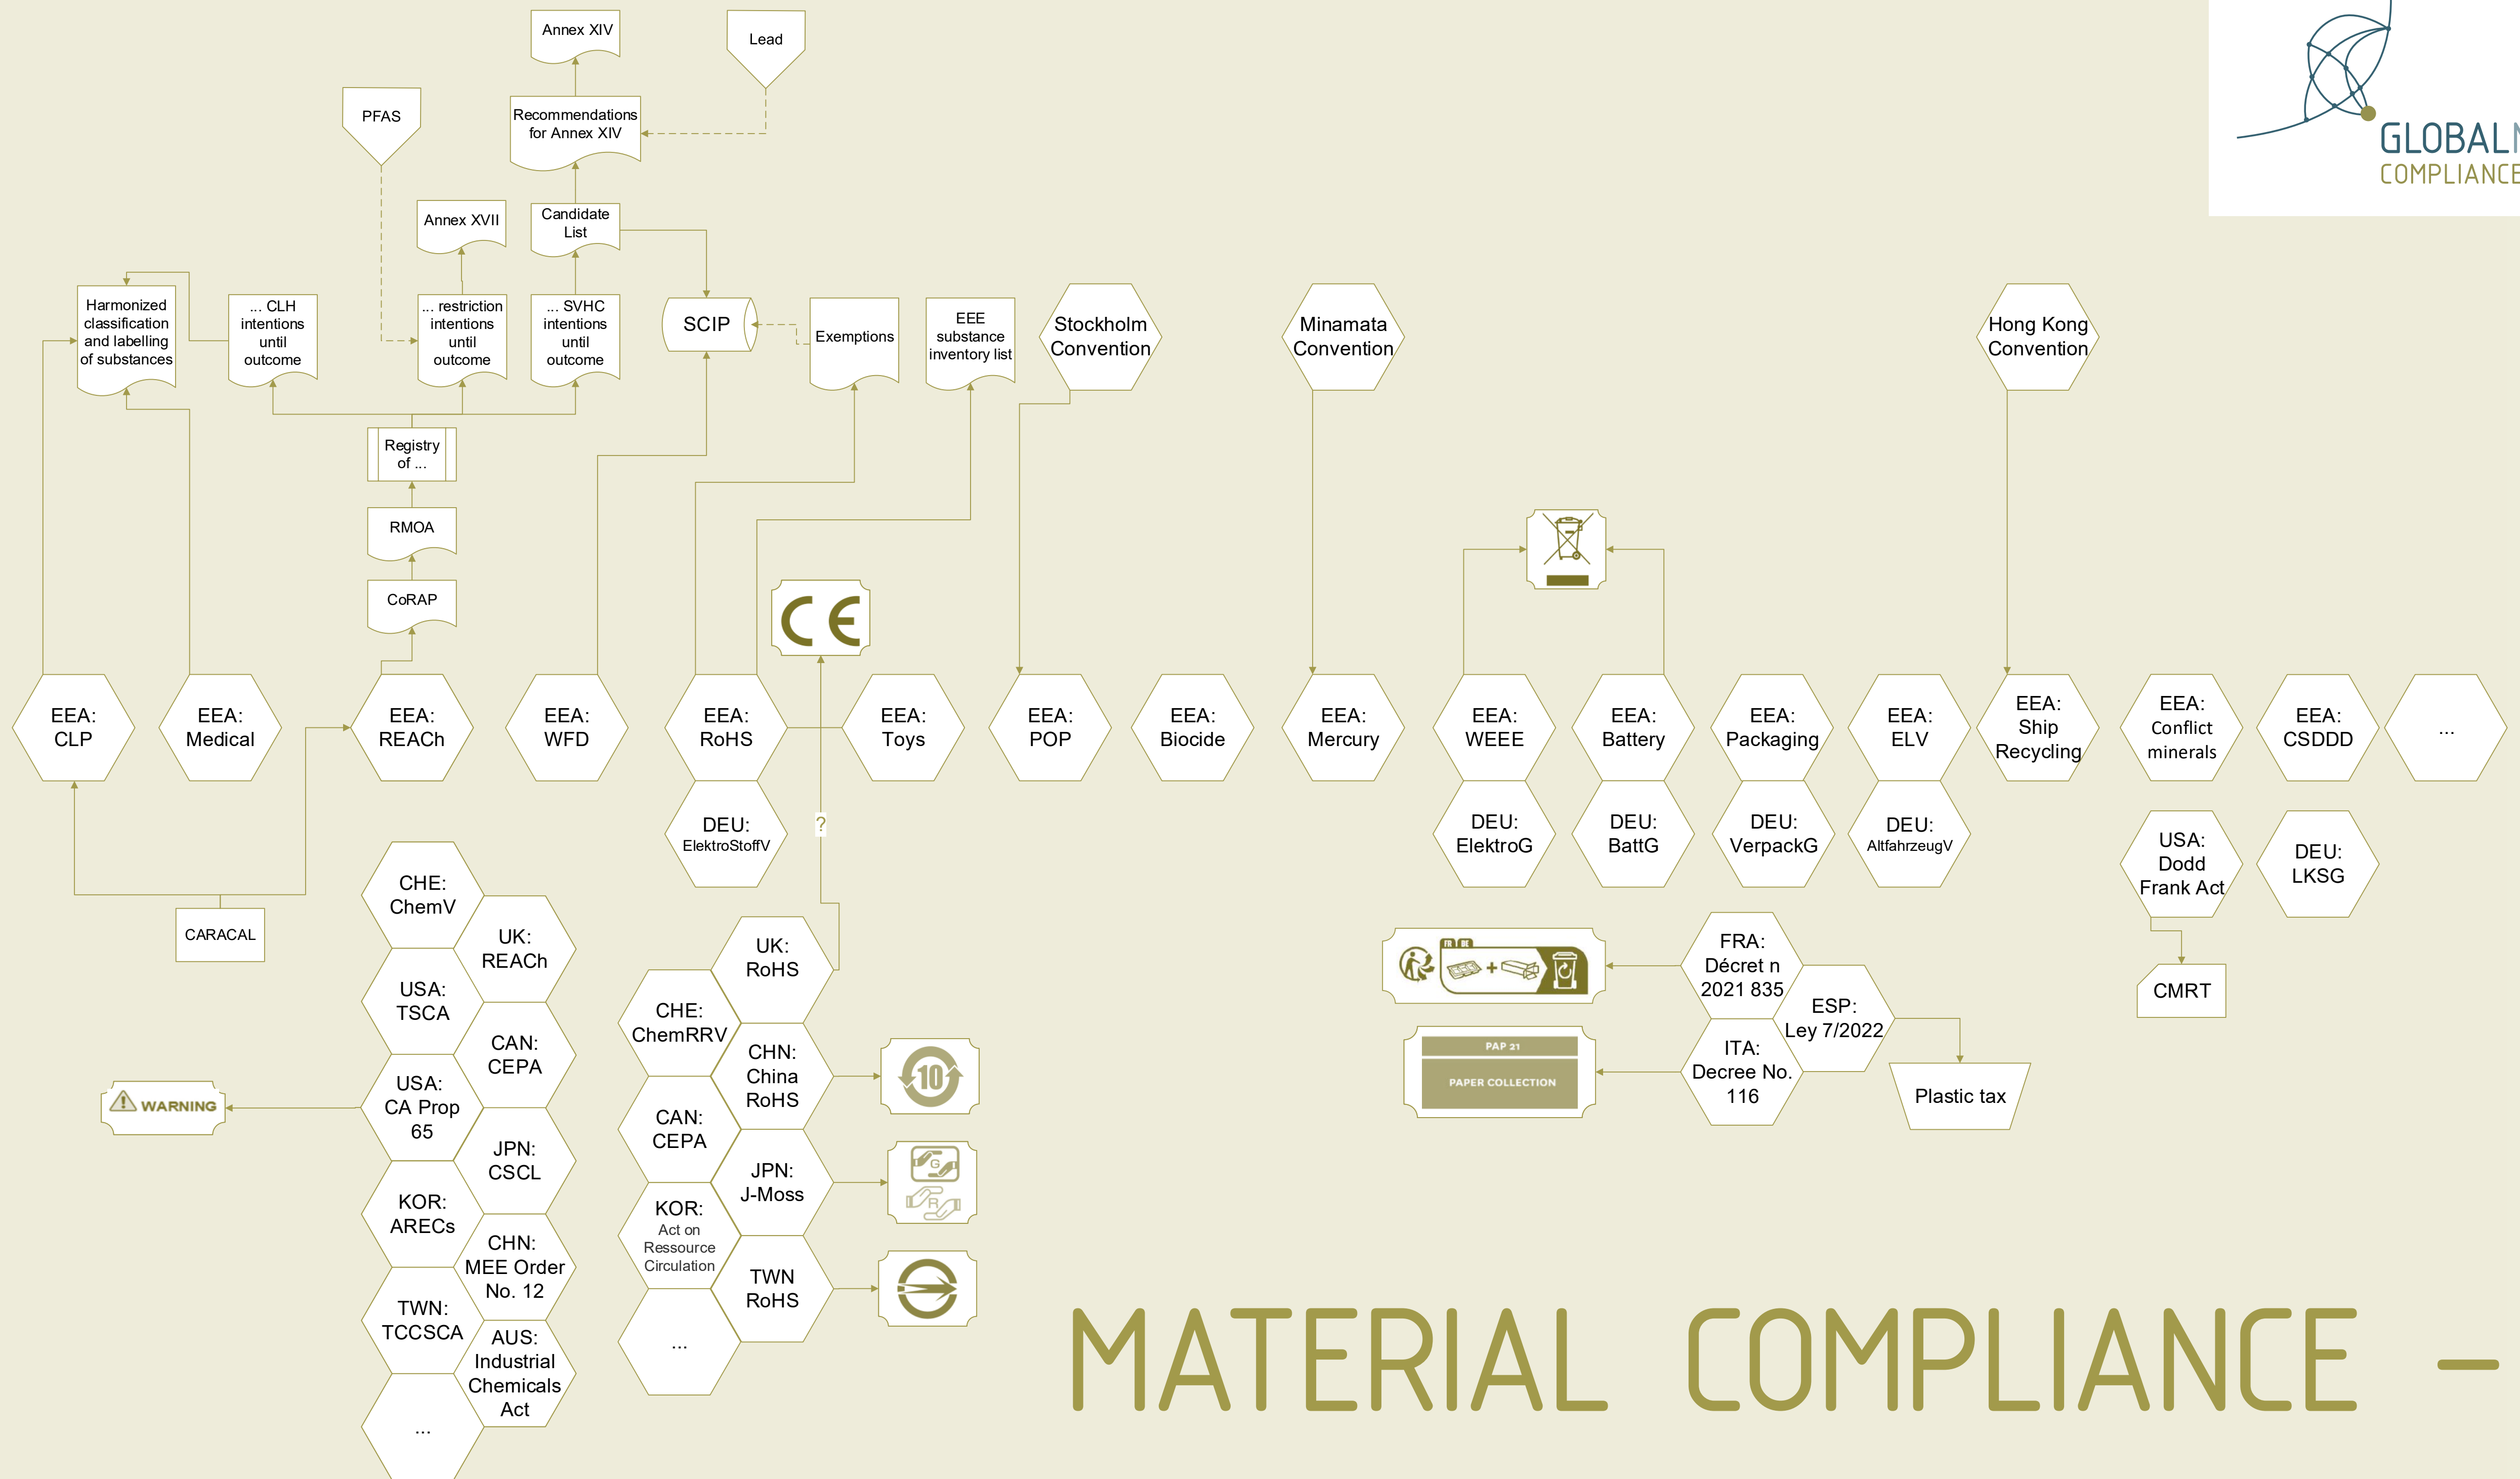 Annex XIV
Lead
GLOBAL
COMPLIANCE
PFAS
Recommendations
for Annex XIV
Annex XVII
Candidate
List
Harmonized
classification
and labelling
of substances
... CLH
intentions
until
outcome
... restriction
intentions
until
outcome
... SVHC
intentions
until
outcome
SCIP
Exemptions
EEE
substance
inventory list
Stockholm
Convention
Minamata
Convention
Hong Kong
Convention
Registry
of ...
RMOA
CoRAP
CE
EEA:
CLP
EEA:
Medical
EEA:
REACh
EEA:
WFD
EEA:
RoHS
EEA:
Toys
EEA:
POP
EEA:
Biocide
EEA:
Mercury
EEA:
WEEE
EEA:
Battery
EEA:
Packaging
EEA:
ELV
EEA:
Ship
Recycling
EEA:
Conflict
minerals
EEA:
CSDDD
...
DEU:
ElektroStoffV
?
DEU:
ElektroG
DEU:
BattG
DEU:
VerpackG
DEU:
AltfahrzeugV
USA:
Dodd
Frank Act
DEU:
LKSG
CARACAL
CHE:
ChemV
UK:
REACh
USA:
TSCA
CAN:
CEPA
USA:
CA Prop
65
WARNING
JPN:
CSCL
KOR:
ARECs
CHN:
MEE Order
No. 12
TWN:
TCCSCA
AUS:
Industrial
Chemicals
Act
...
UK:
RoHS
CHE:
ChemRRV
CHN:
China
RoHS
10
CAN:
CEPA
JPN:
J-Moss
G
R
KOR:
Act on
Ressource
Circulation
TWN
RoHS
...
FR BE
+
FRA:
Décret n
2021 835
ESP:
Ley 7/2022
ITA:
Decree No.
116
PAP 21
PAPER COLLECTION
Plastic tax
CMRT
MATERIAL COMPLIANCE –